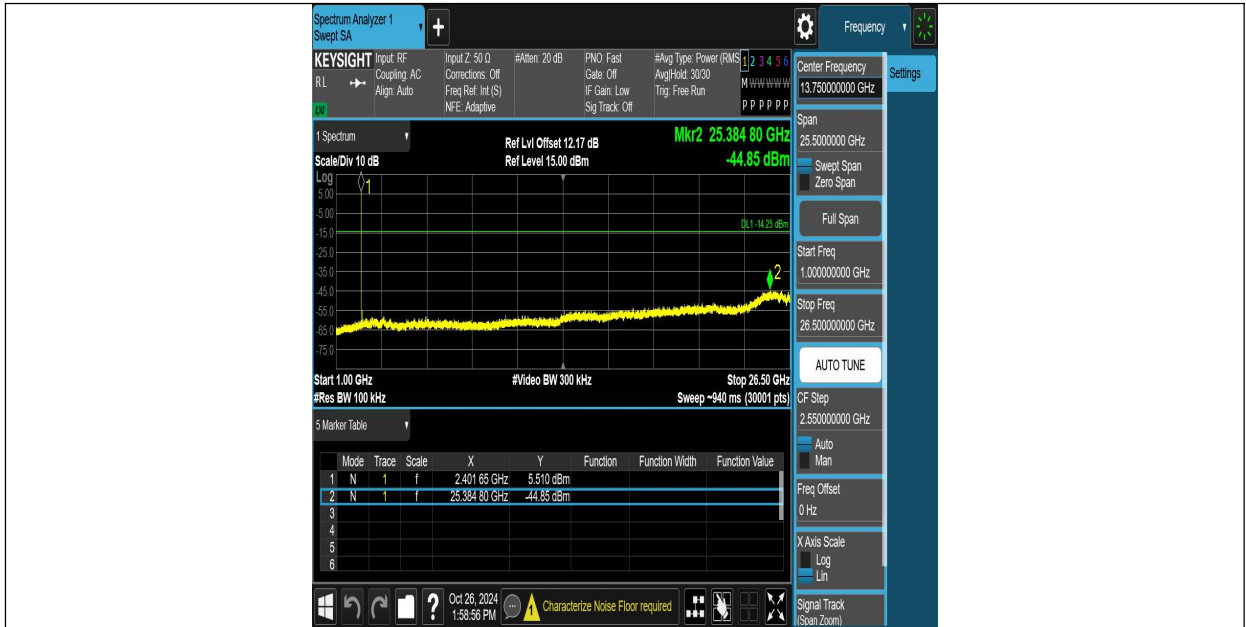 Spectrum Analyzer 1
Swept SA
+
Frequency
KEYSIGHT
RL
LXI
Input: RF
Coupling: AC
Align: Auto
Input Z: 50 Ω
Corrections: Off
Freq Ref: Int (S)
NFE: Adaptive
#Atten: 20 dB
PNO: Fast
Gate: Off
IF Gain: Low
Sig Track: Off
#Avg Type: Power (RMS
Avg|Hold: 30/30
Trig: Free Run
1 2 3 4 5 6
M W W W W W
P P P P P P
1 Spectrum
Scale/Div 10 dB
Ref Lvl Offset 12.17 dB
Ref Level 15.00 dBm
Mkr2 25.384 80 GHz
-44.85 dBm
Log
5.00
-5.00
-15.0
-25.0
-35.0
-45.0
-55.0
-65.0
-75.0
1
DL1 -14.25 dBm
2
Start 1.00 GHz
#Res BW 100 kHz
#Video BW 300 kHz
Stop 26.50 GHz
Sweep ~940 ms (30001 pts)
5 Marker Table
Mode Trace Scale X Y Function Function Width Function Value
1 N 1 f 2.401 65 GHz 5.510 dBm
2 N 1 f 25.384 80 GHz -44.85 dBm
3
4
5
6
?
Oct 26, 2024
1:58:56 PM
Characterize Noise Floor required
Center Frequency
13.750000000 GHz
Settings
Span
25.5000000 GHz
Swept Span
Zero Span
Full Span
Start Freq
1.000000000 GHz
Stop Freq
26.500000000 GHz
AUTO TUNE
CF Step
2.550000000 GHz
Auto
Man
Freq Offset
0 Hz
X Axis Scale
Log
Lin
Signal Track
(Span Zoom)